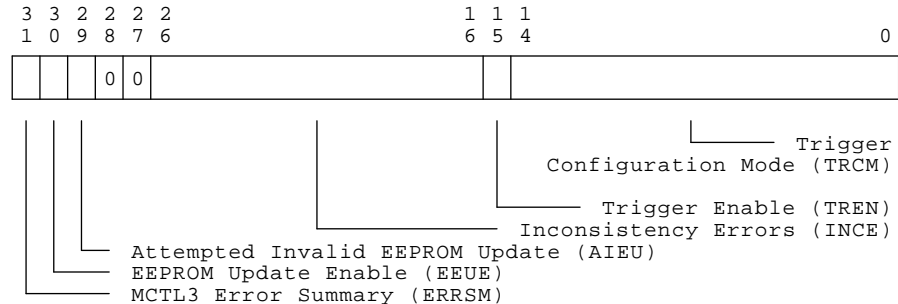 3 3 2 2 2 2 1 1 1
1 0 9 8 7 6 6 5 4 0
0 0
Trigger
Configuration Mode (TRCM)
Trigger Enable (TREN)
Inconsistency Errors (INCE)
Attempted Invalid EEPROM Update (AIEU)
EEPROM Update Enable (EEUE)
MCTL3 Error Summary (ERRSM)